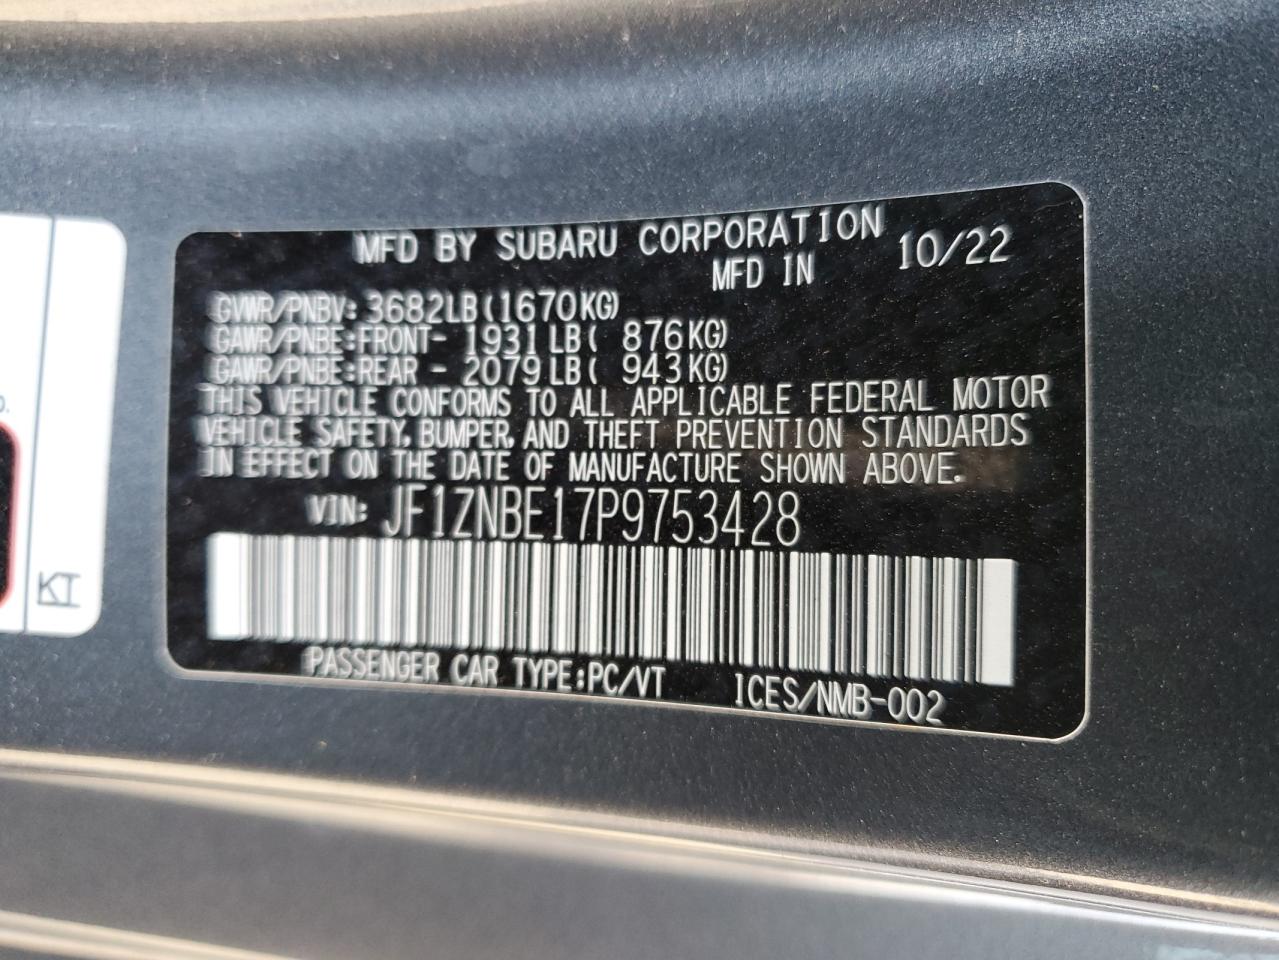 MFD BY SUBARU CORPORATION
MFD IN 10/22
GVWR/PNBV: 3682LB(1670KG)
GAWR/PNBE:FRONT- 1931LB( 876KG)
GAWR/PNBE:REAR - 2079LB( 943KG)
THIS VEHICLE CONFORMS TO ALL APPLICABLE FEDERAL MOTOR
VEHICLE SAFETY, BUMPER, AND THEFT PREVENTION STANDARDS
IN EFFECT ON THE DATE OF MANUFACTURE SHOWN ABOVE.
VIN: JF1ZNBE17P9753428
PASSENGER CAR TYPE:PC/VT ICES/NMB-002
KT